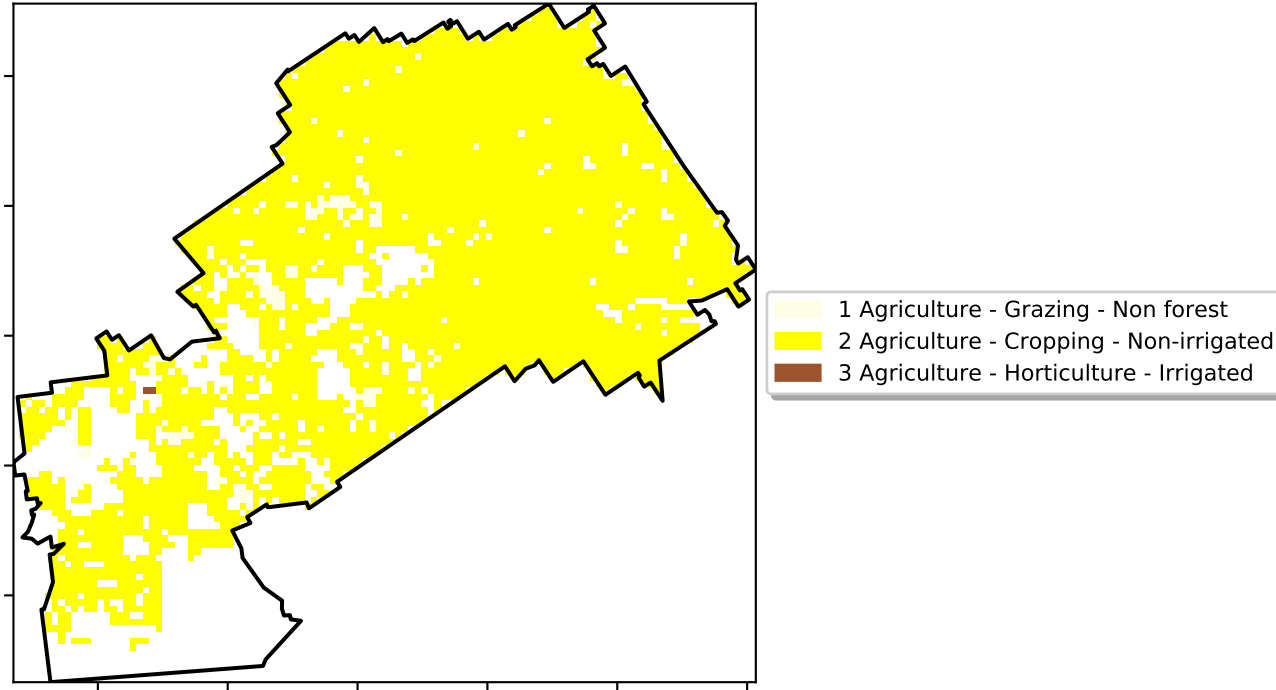 1 Agriculture - Grazing - Non forest
2 Agriculture - Cropping - Non-irrigated
3 Agriculture - Horticulture - Irrigated